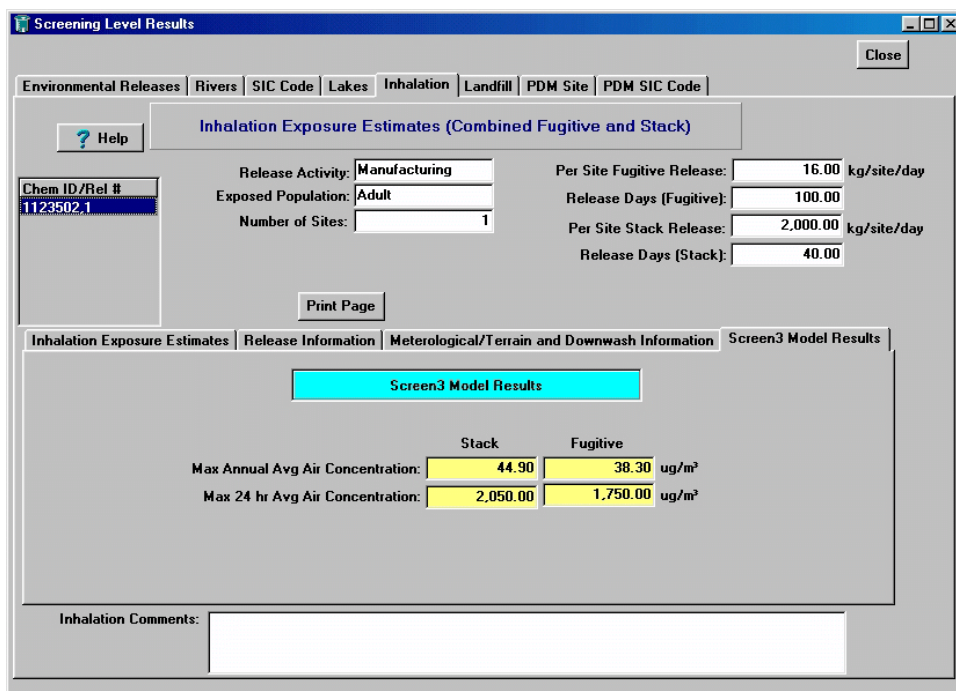 Screening Level Results
Close
Environmental Releases Rivers SIC Code Lakes Inhalation Landfill PDM Site PDM SIC Code
? Help
Inhalation Exposure Estimates (Combined Fugitive and Stack)
Chem ID/Rel #
1123502,1
Release Activity: Manufacturing
Exposed Population: Adult
Number of Sites: 1
Per Site Fugitive Release: 16.00 kg/site/day
Release Days (Fugitive): 100.00
Per Site Stack Release: 2,000.00 kg/site/day
Release Days (Stack): 40.00
Print Page
Inhalation Exposure Estimates Release Information Meterological/Terrain and Downwash Information Screen3 Model Results
Screen3 Model Results
Stack Fugitive
Max Annual Avg Air Concentration: 44.90 38.30 ug/m³
Max 24 hr Avg Air Concentration: 2,050.00 1,750.00 ug/m³
Inhalation Comments: